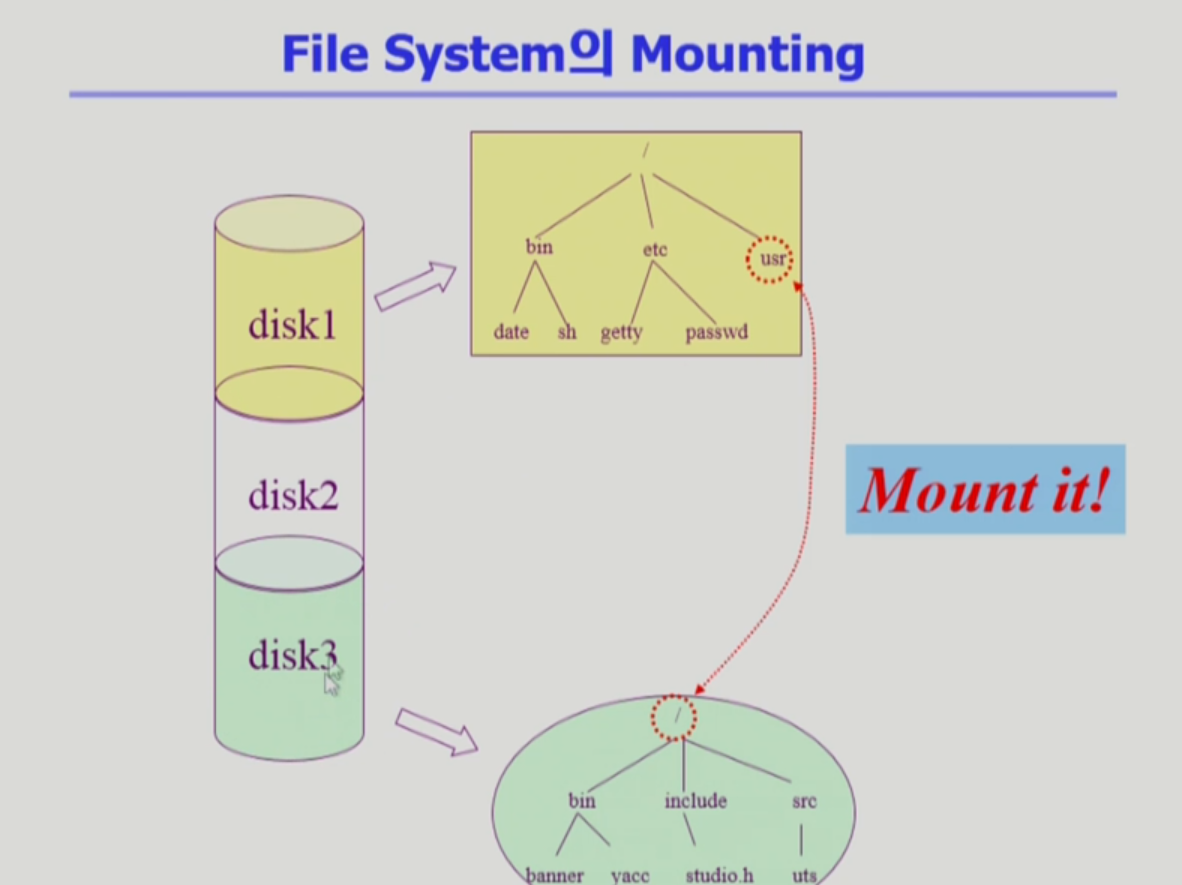 File System의 Mounting
/
bin etc usr
date sh getty passwd
disk1
disk2
Mount it!
disk3
/
bin include src
banner yacc studio.h uts